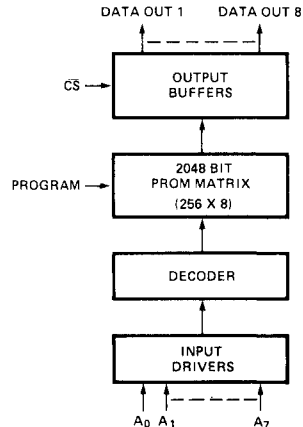 DATA OUT 1 DATA OUT 8
OUTPUT
BUFFERS
C̅S̅
2048 BIT
PROM MATRIX
(256 X 8)
PROGRAM
DECODER
INPUT
DRIVERS
A₀ A₁ A₇